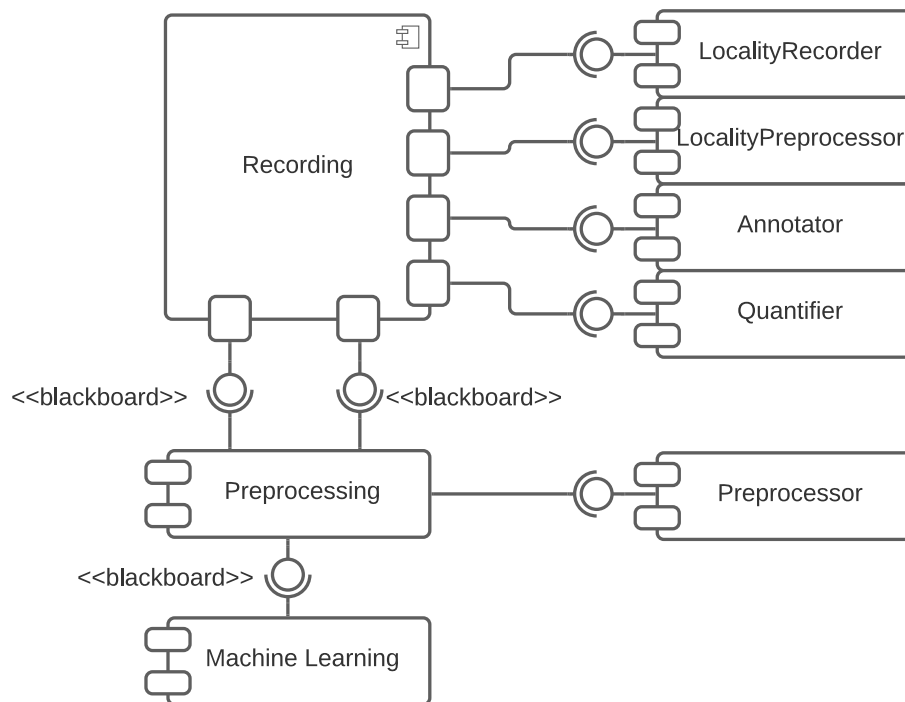 LocalityRecorder
LocalityPreprocessor
Recording
Annotator
Quantifier
<<blackboard>>
<<blackboard>>
Preprocessing
Preprocessor
<<blackboard>>
Machine Learning